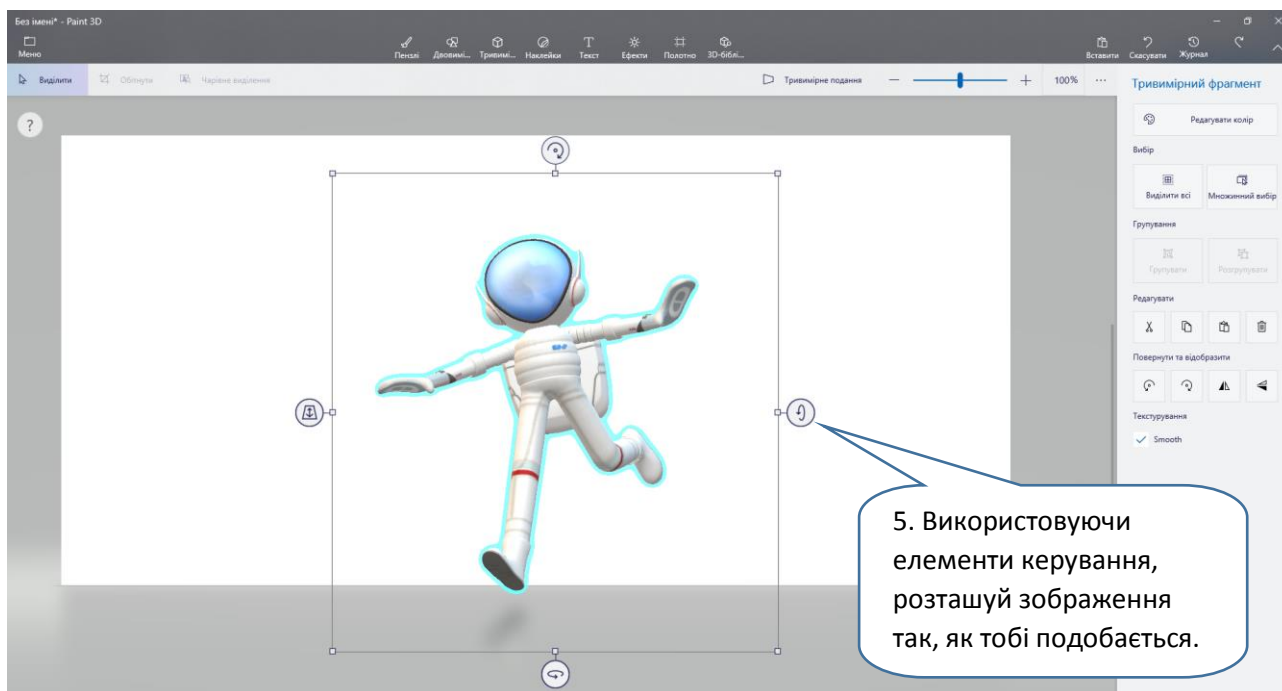 Без імені* - Paint 3D
Меню
Пензлі Двовимі... Тривимі... Наклейки Текст Ефекти Полотно 3D-біблі...
Вставити Скасувати Журнал
Виділити Обітнути Чарівне виділення Тривимірне подання 100% ...
Тривимірний фрагмент
?
Редагувати колір
Вибір
Виділити всі Множинний вибір
Групування
Групувати Розгрупувати
Редагувати
Повернути та відобразити
Текстурування
Smooth
5. Використовуючи
елементи керування,
розташуй зображення
так, як тобі подобається.